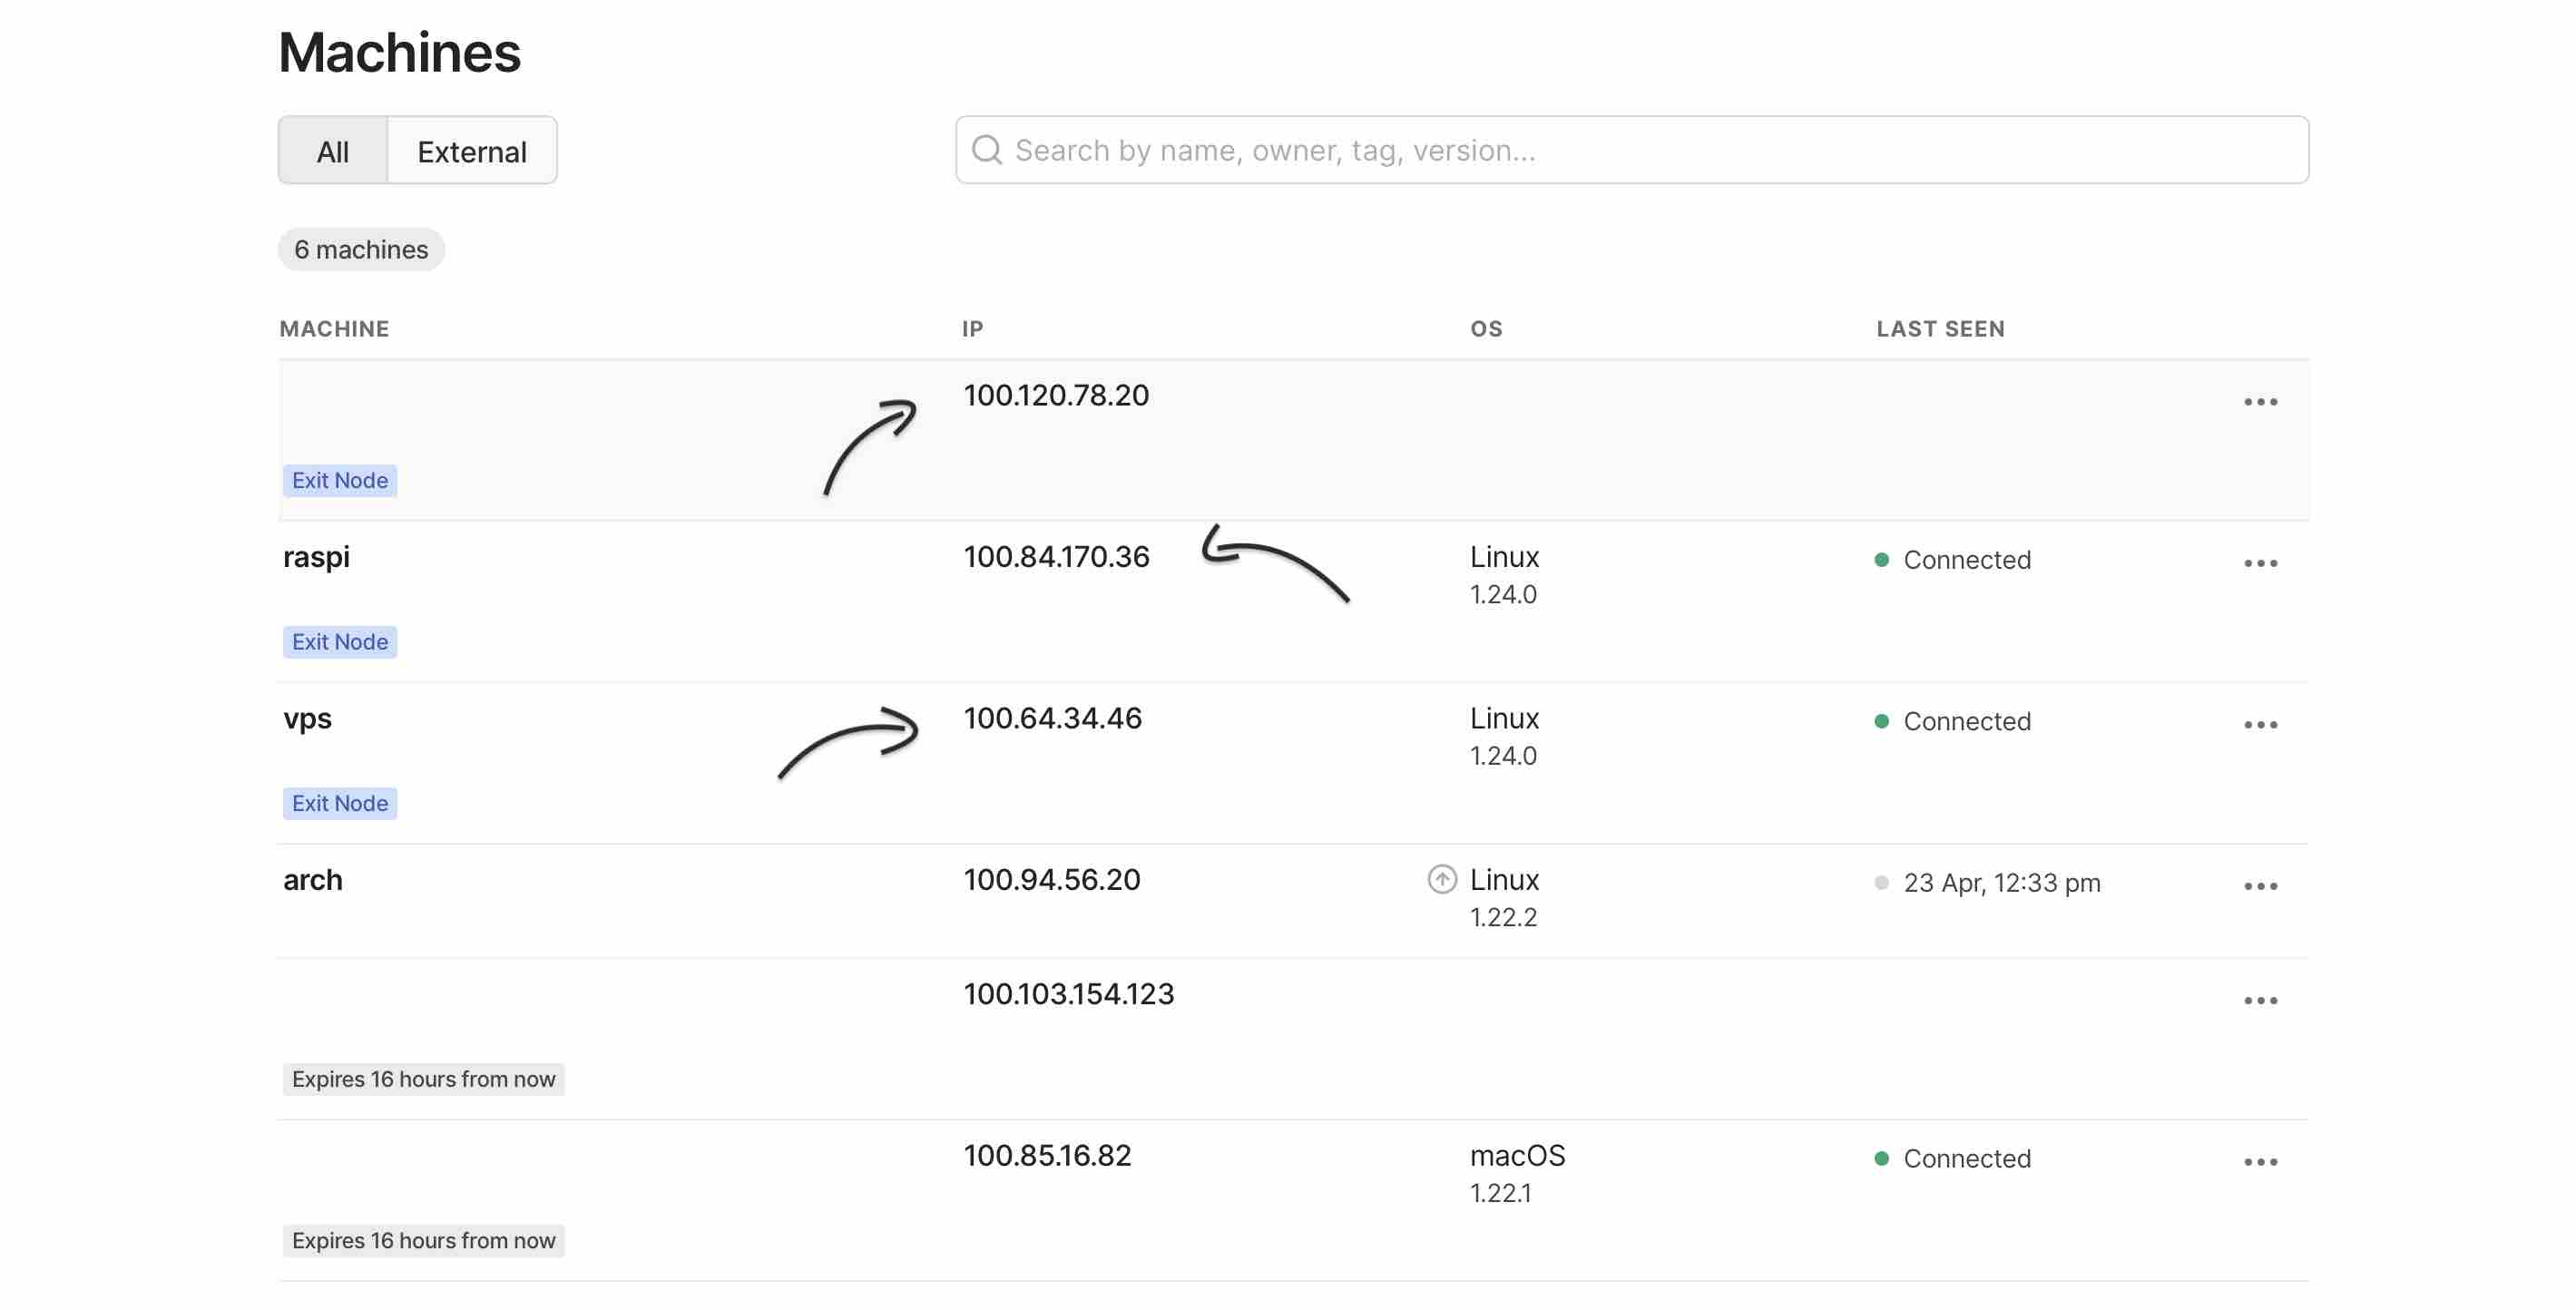 Machines
All External Search by name, owner, tag, version...
6 machines
MACHINE IP OS LAST SEEN
100.120.78.20
Exit Node
raspi 100.84.170.36 Linux Connected
1.24.0
Exit Node
vps 100.64.34.46 Linux Connected
1.24.0
Exit Node
arch 100.94.56.20 Linux 23 Apr, 12:33 pm
1.22.2
100.103.154.123
Expires 16 hours from now
100.85.16.82 macOS Connected
1.22.1
Expires 16 hours from now